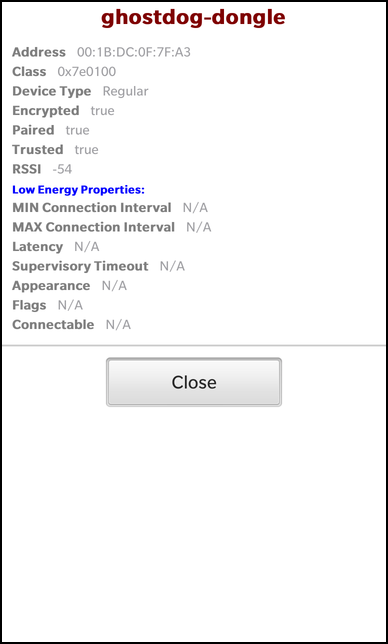 ghostdog-dongle
Address 00:1B:DC:0F:7F:A3
Class 0x7e0100
Device Type Regular
Encrypted true
Paired true
Trusted true
RSSI -54
Low Energy Properties:
MIN Connection Interval N/A
MAX Connection Interval N/A
Latency N/A
Supervisory Timeout N/A
Appearance N/A
Flags N/A
Connectable N/A
Close